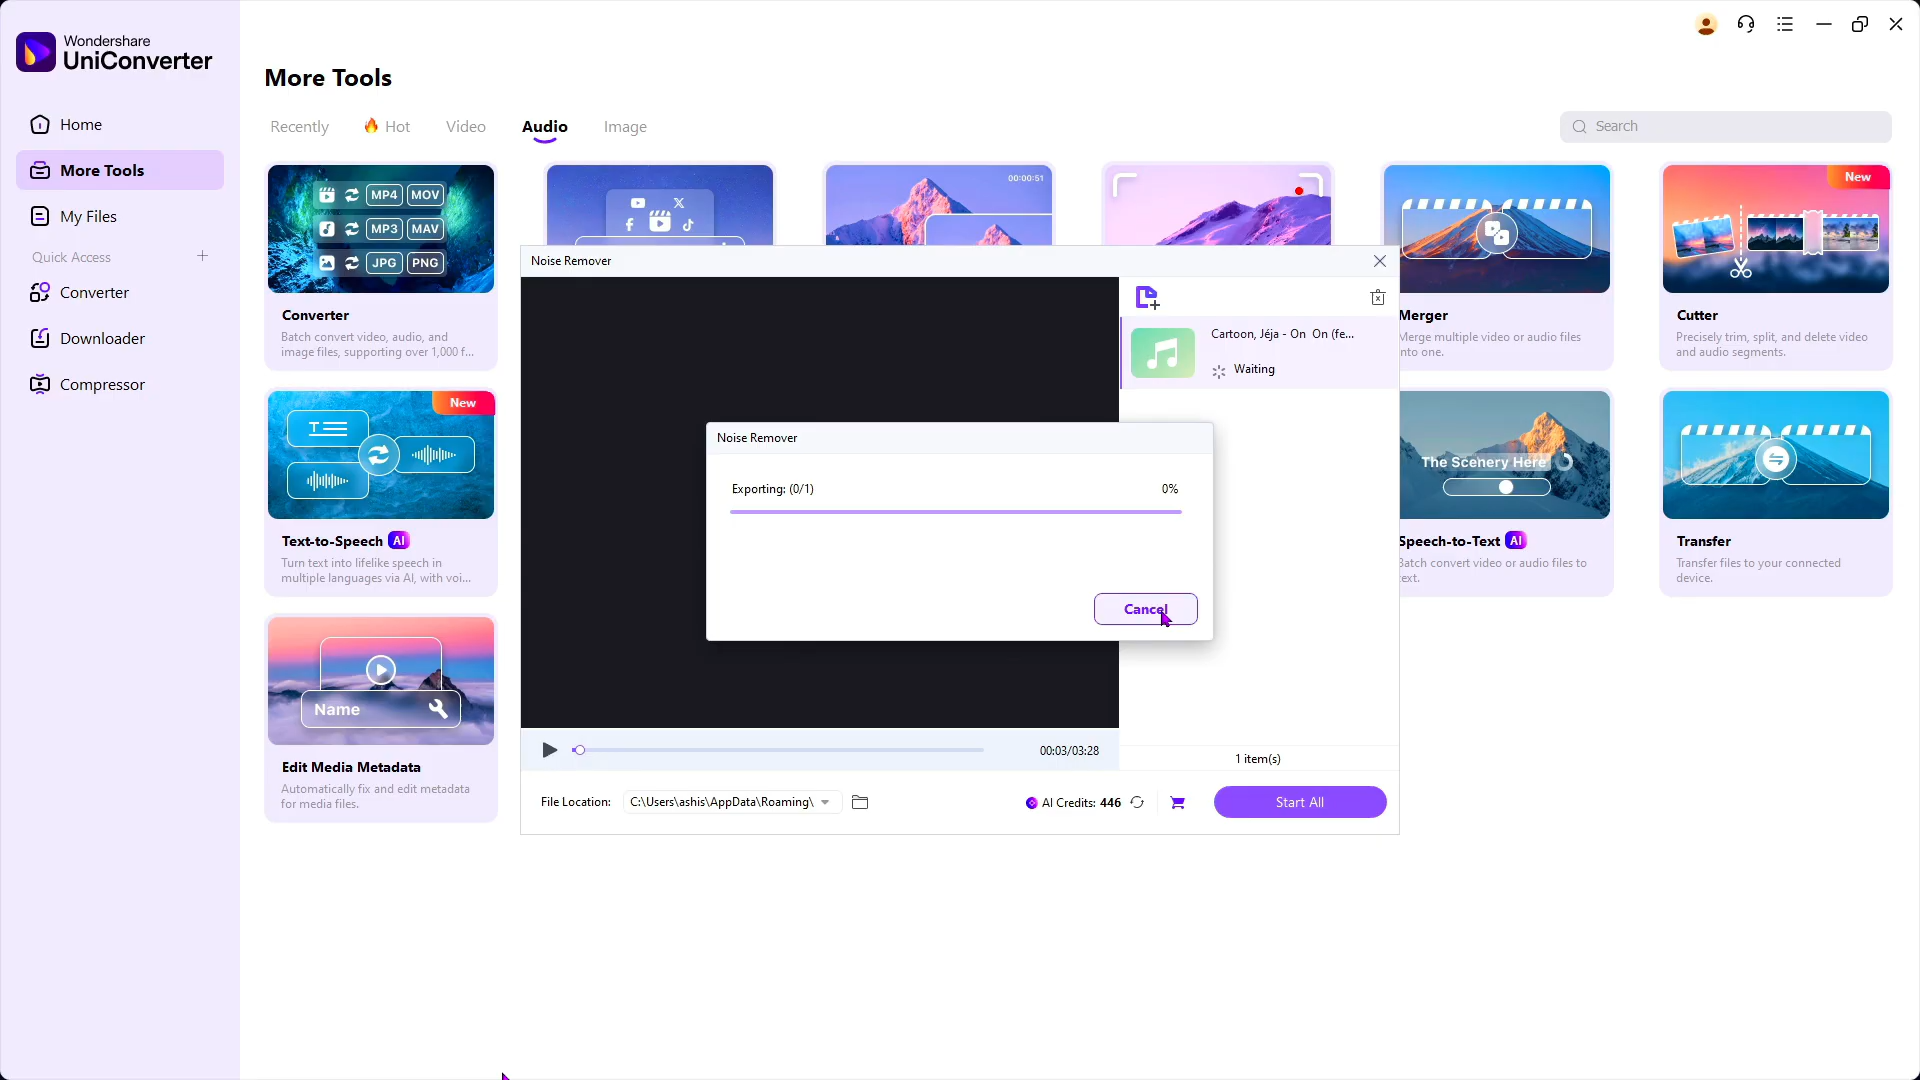 Wondershare
UniConverter
Home
More Tools
My Files
Quick Access
Converter
Downloader
Compressor
More Tools
Recently
Hot
Video
Audio
Image
Search
MP4
MOV
MP3
MAV
JPG
PNG
Converter
Batch convert video, audio, and
image files, supporting over 1,000 f...
00:00:51
Merger
Merge multiple video or audio files
nto one.
New
Cutter
Precisely trim, split, and delete video
and audio segments.
New
Text-to-Speech AI
Turn text into lifelike speech in
multiple languages via AI, with voi...
The Scenery Here
Speech-to-Text AI
Batch convert video or audio files to
ext.
Transfer
Transfer files to your connected
device.
Name
Edit Media Metadata
Automatically fix and edit metadata
for media files.
Noise Remover
Cartoon, Jéja - On On (fe...
Waiting
Noise Remover
Exporting: (0/1)
0%
Cancel
00:03/03:28
1 item(s)
File Location:
C:\Users\ashis\AppData\Roaming\
AI Credits: 446
Start All